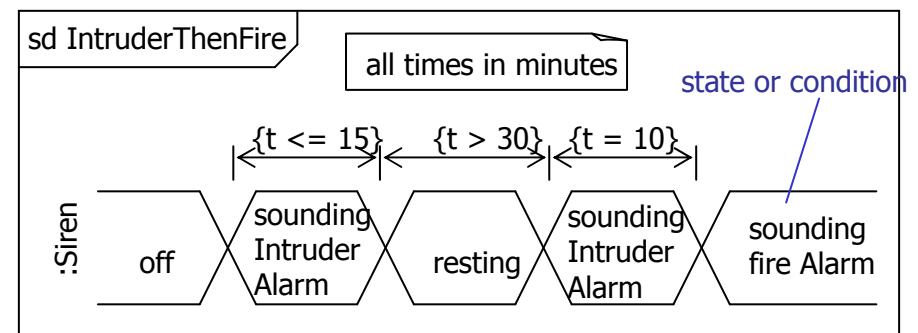 sd IntruderThenFire
all times in minutes
state or condition
{t <= 15} {t > 30} {t = 10}
:Siren
off
sounding
Intruder
Alarm
resting
sounding
Intruder
Alarm
sounding
fire Alarm